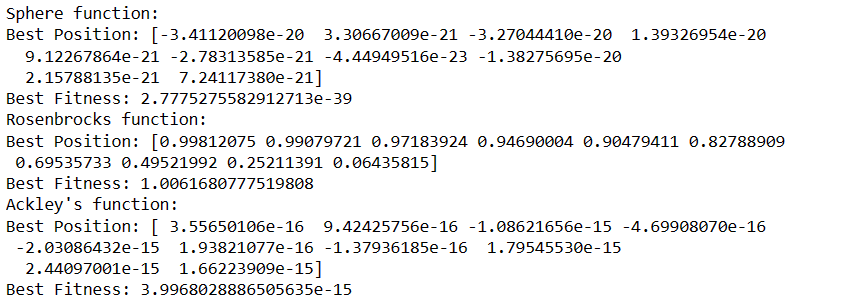 Sphere function:
Best Position: [-3.41120098e-20  3.30667009e-21 -3.27044410e-20  1.39326954e-20
  9.12267864e-21 -2.78313585e-21 -4.44949516e-23 -1.38275695e-20
  2.15788135e-21  7.24117380e-21]
Best Fitness: 2.7775275582912713e-39
Rosenbrocks function:
Best Position: [0.99812075 0.99079721 0.97183924 0.94690004 0.90479411 0.82788909
 0.69535733 0.49521992 0.25211391 0.06435815]
Best Fitness: 1.0061680777519808
Ackley's function:
Best Position: [ 3.55650106e-16  9.42425756e-16 -1.08621656e-15 -4.69908070e-16
 -2.03086432e-15  1.93821077e-16 -1.37936185e-16  1.79545530e-15
  2.44097001e-15  1.66223909e-15]
Best Fitness: 3.9968028886505635e-15